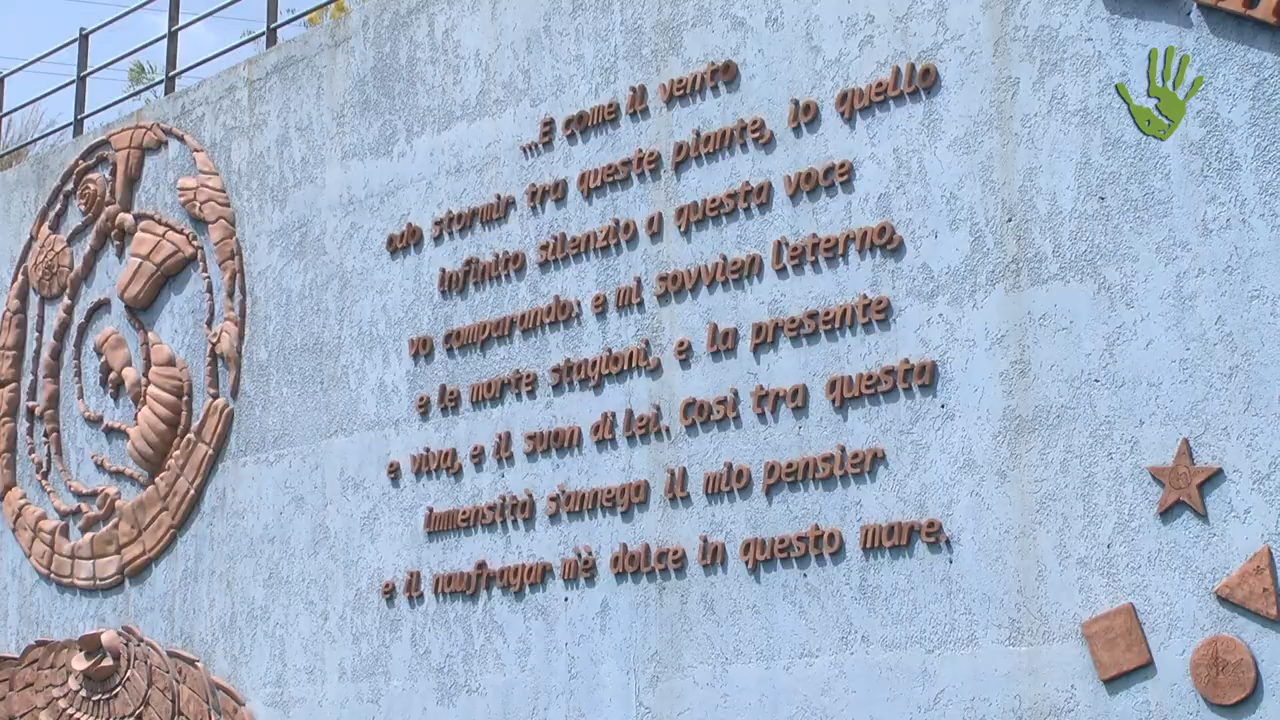 ...E come il vento
odo stormir tra queste piante, io quello
infinito silenzio a questa voce
vo comparando: e mi sovvien l'eterno,
e le morte stagioni, e la presente
e viva, e il suon di lei. Così tra questa
immensità s'annega il mio pensier
e il naufragar m'è dolce in questo mare.